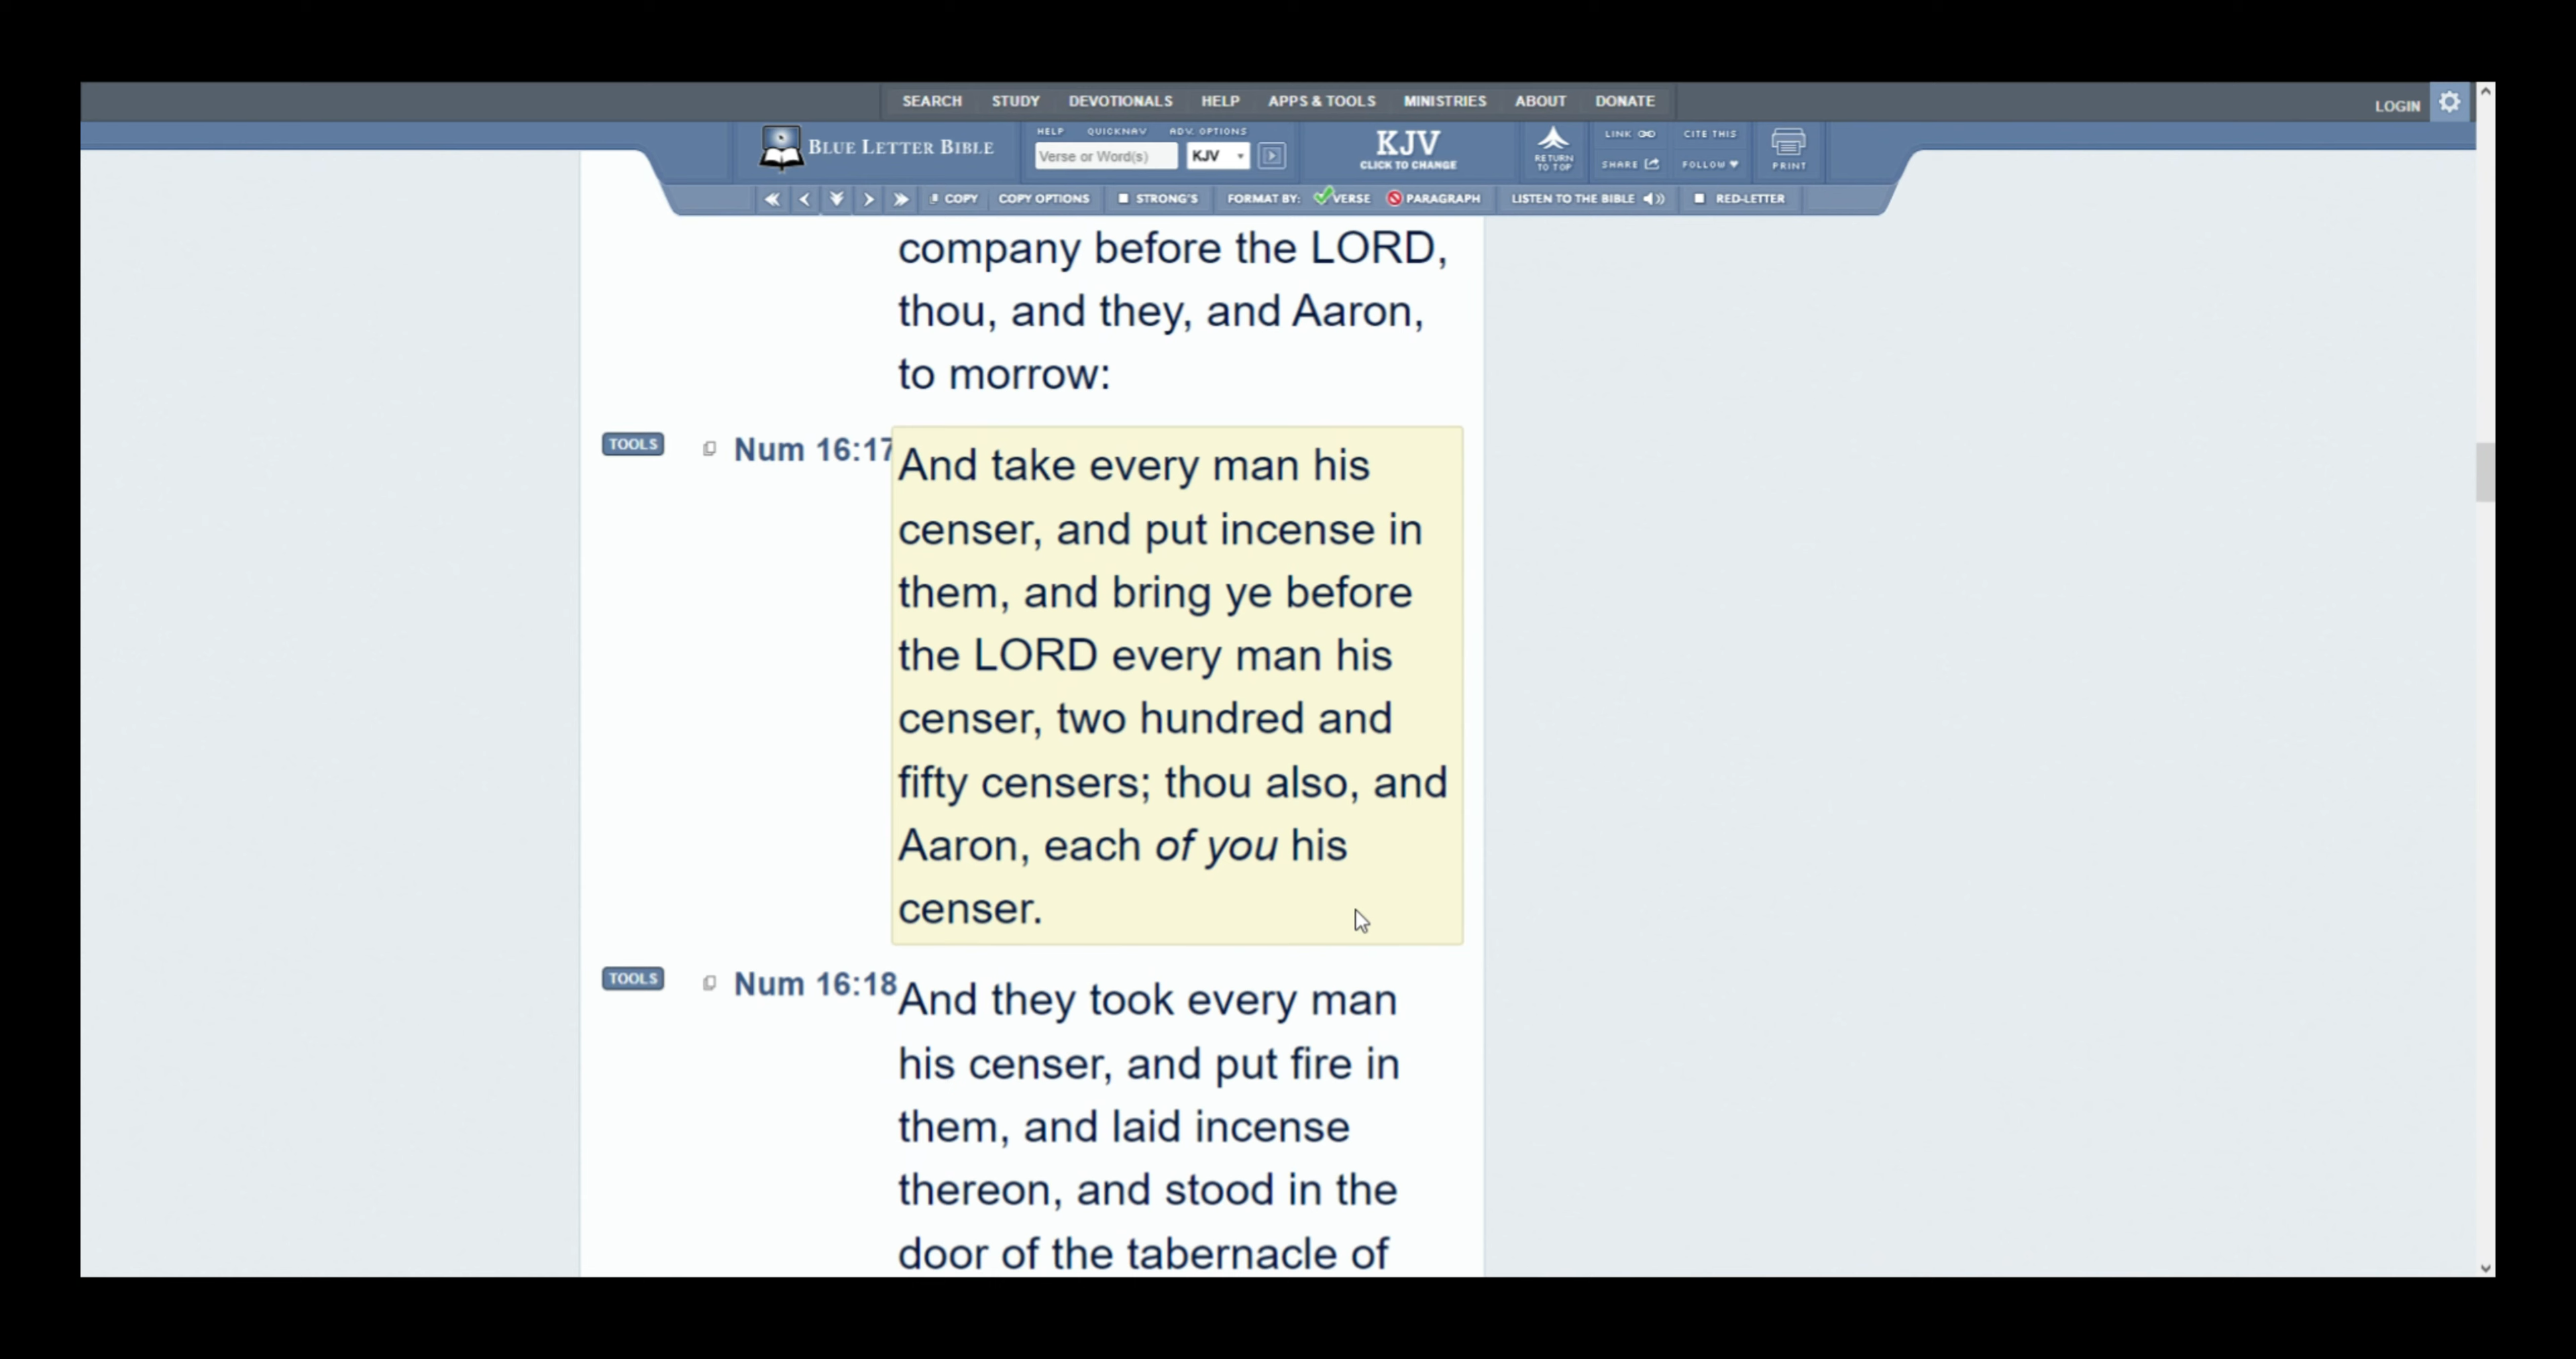 SEARCH STUDY DEVOTIONALS HELP APPS & TOOLS MINISTRIES ABOUT DONATE
LOGIN
BLUE LETTER BIBLE
HELP QUICKNAV ADV. OPTIONS
Verse or Word(s) KJV
KJV
CLICK TO CHANGE
RETURN
TO TOP
LINK CITE THIS
SHARE FOLLOW
PRINT
COPY COPY OPTIONS STRONG'S FORMAT BY: VERSE PARAGRAPH LISTEN TO THE BIBLE RED-LETTER
company before the LORD,
thou, and they, and Aaron,
to morrow:
TOOLS Num 16:17 And take every man his
censer, and put incense in
them, and bring ye before
the LORD every man his
censer, two hundred and
fifty censers; thou also, and
Aaron, each of you his
censer.
TOOLS Num 16:18 And they took every man
his censer, and put fire in
them, and laid incense
thereon, and stood in the
door of the tabernacle of